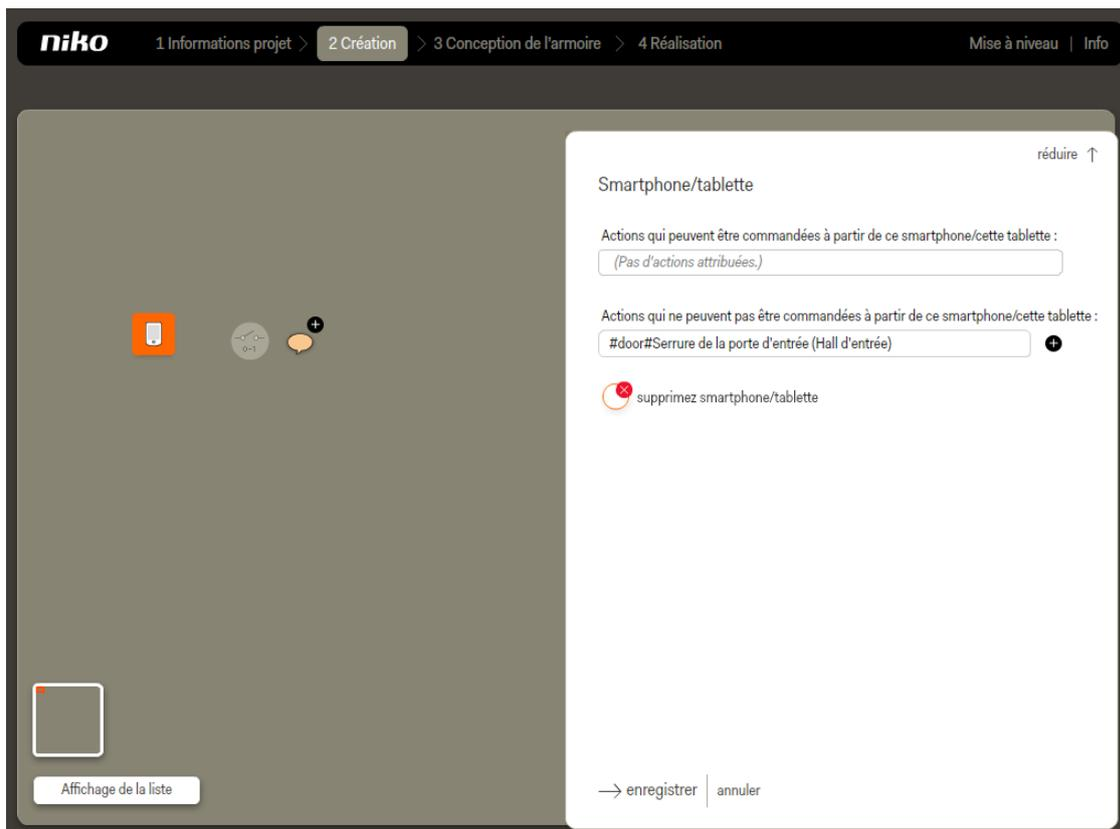 niko
1 Informations projet > 2 Création > 3 Conception de l'armoire > 4 Réalisation Mise à niveau | Info
réduire ↑
Smartphone/tablette
Actions qui peuvent être commandées à partir de ce smartphone/cette tablette :
(Pas d'actions attribuées.)
Actions qui ne peuvent pas être commandées à partir de ce smartphone/cette tablette :
#door#Serrure de la porte d'entrée (Hall d'entrée)
0-1
supprimez smartphone/tablette
Affichage de la liste
→ enregistrer | annuler